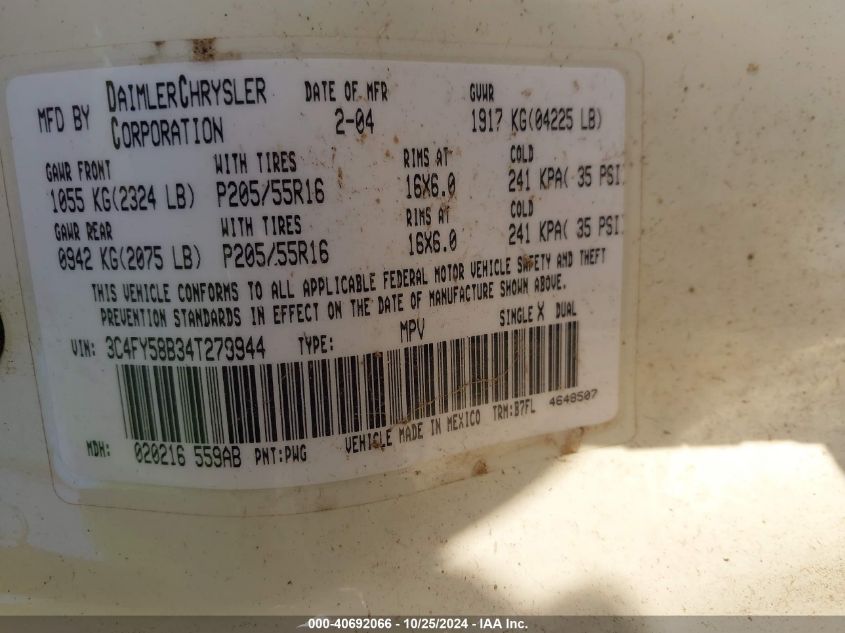 MFD BY DAIMLERCHRYSLER CORPORATION DATE OF MFR 2-04 GVWR 1917 KG(04225 LB)
GAWR FRONT WITH TIRES RIMS AT COLD
1055 KG(2324 LB) P205/55R16 16X6.0 241 KPA( 35 PSI)
GAWR REAR WITH TIRES RIMS AT COLD
0942 KG(2075 LB) P205/55R16 16X6.0 241 KPA( 35 PSI)
THIS VEHICLE CONFORMS TO ALL APPLICABLE FEDERAL MOTOR VEHICLE SAFETY AND THEFT
PREVENTION STANDARDS IN EFFECT ON THE DATE OF MANUFACTURE SHOWN ABOVE.
VIN: 3C4FY58B34T279944 TYPE: MPV SINGLE X DUAL
MDH: 020216 559AB PNT:PWG VEHICLE MADE IN MEXICO TRM:B7FL 4648507
000-40692066 - 10/25/2024 - IAA Inc.